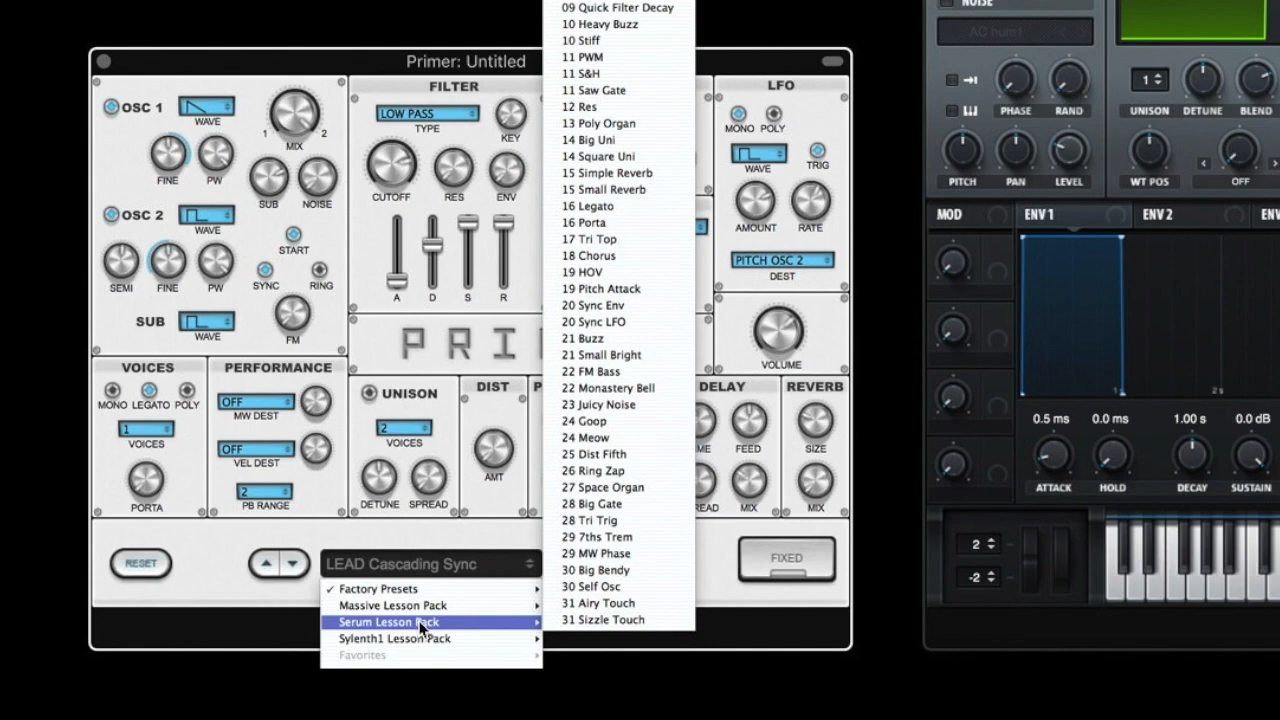 Primer: Untitled
OSC 1
WAVE
1
2
MIX
FINE
PW
SUB
NOISE
OSC 2
WAVE
START
SEMI
FINE
PW
SYNC
RING
SUB
WAVE
FM
FILTER
LOW PASS
TYPE
KEY
CUTOFF
RES
ENV
A
D
S
R
PRI
LFO
MONO
POLY
WAVE
TRIG
AMOUNT
RATE
PITCH OSC 2
DEST
VOLUME
VOICES
MONO
LEGATO
POLY
1
VOICES
PORTA
PERFORMANCE
OFF
MW DEST
OFF
VEL DEST
2
PB RANGE
UNISON
2
VOICES
DETUNE
SPREAD
DIST
AMT
P
DELAY
ME
FEED
READ
MIX
REVERB
SIZE
MIX
RESET
LEAD Cascading Sync
FIXED
✓ Factory Presets
Massive Lesson Pack
Serum Lesson Pack
Sylenth1 Lesson Pack
Favorites
09 Quick Filter Decay
10 Heavy Buzz
10 Stiff
11 PWM
11 S&H
11 Saw Gate
12 Res
13 Poly Organ
14 Big Uni
14 Square Uni
15 Simple Reverb
15 Small Reverb
16 Legato
16 Porta
17 Tri Top
18 Chorus
19 HOV
19 Pitch Attack
20 Sync Env
20 Sync LFO
21 Buzz
21 Small Bright
22 FM Bass
22 Monastery Bell
23 Juicy Noise
24 Goop
24 Meow
25 Dist Fifth
26 Ring Zap
27 Space Organ
28 Big Gate
28 Tri Trig
29 7ths Trem
29 MW Phase
30 Big Bendy
30 Self Osc
31 Airy Touch
31 Sizzle Touch
NOISE
AC hum1
PHASE
RAND
PITCH
PAN
LEVEL
1
UNISON
DETUNE
BLEND
WT POS
OFF
MOD
ENV 1
ENV 2
EN
1 s
2 s
0.5 ms
0.0 ms
1.00 s
0.0 dB
ATTACK
HOLD
DECAY
SUSTAIN
2
-2